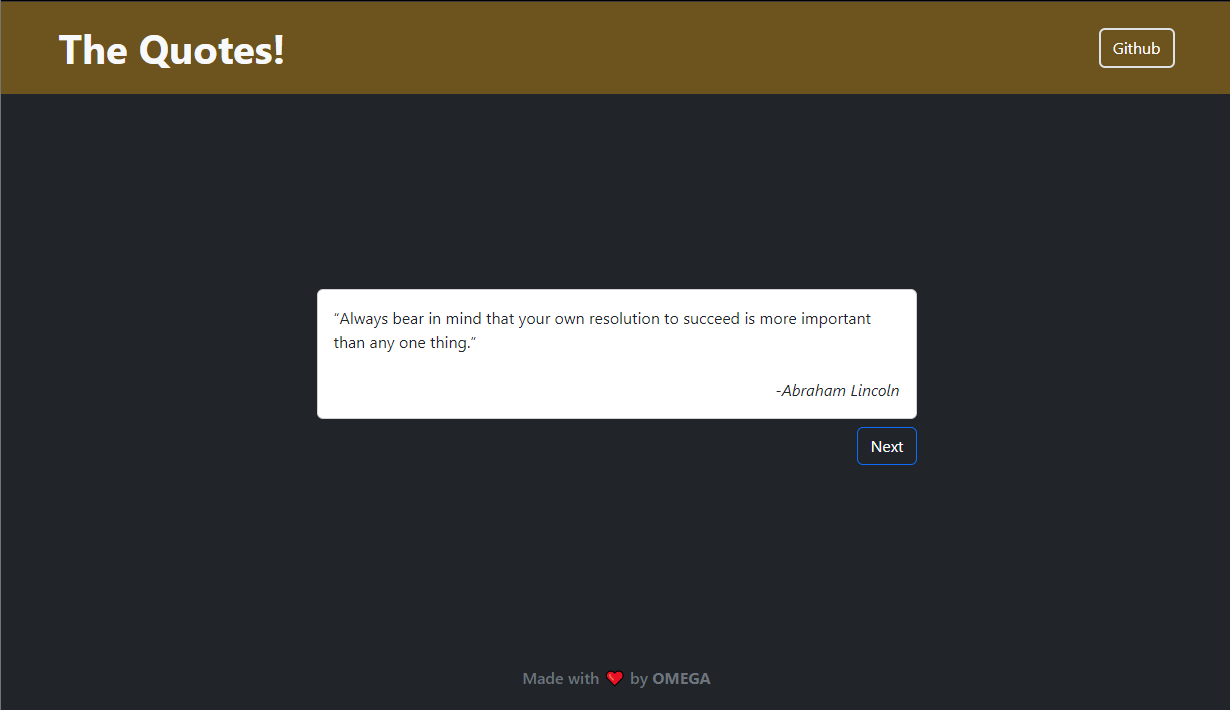 The Quotes!
Github
“Always bear in mind that your own resolution to succeed is more important
than any one thing.”
-Abraham Lincoln
Next
Made with ❤️ by OMEGA